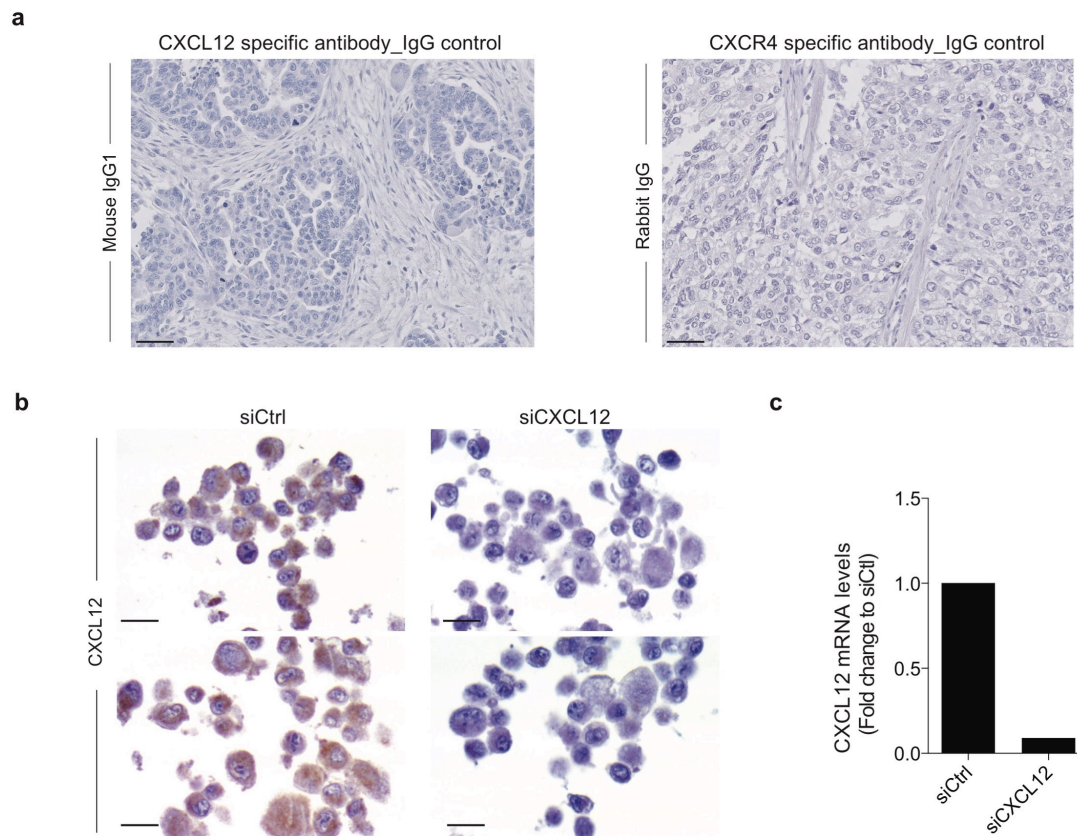 a
CXCL12 specific antibody_IgG control
CXCR4 specific antibody_IgG control
Mouse IgG1
Rabbit IgG
b
siCtrl
siCXCL12
CXCL12
c
CXCL12 mRNA levels
(Fold change to siCtl)
1.5
1.0
0.5
0.0
siCtrl
siCXCL12